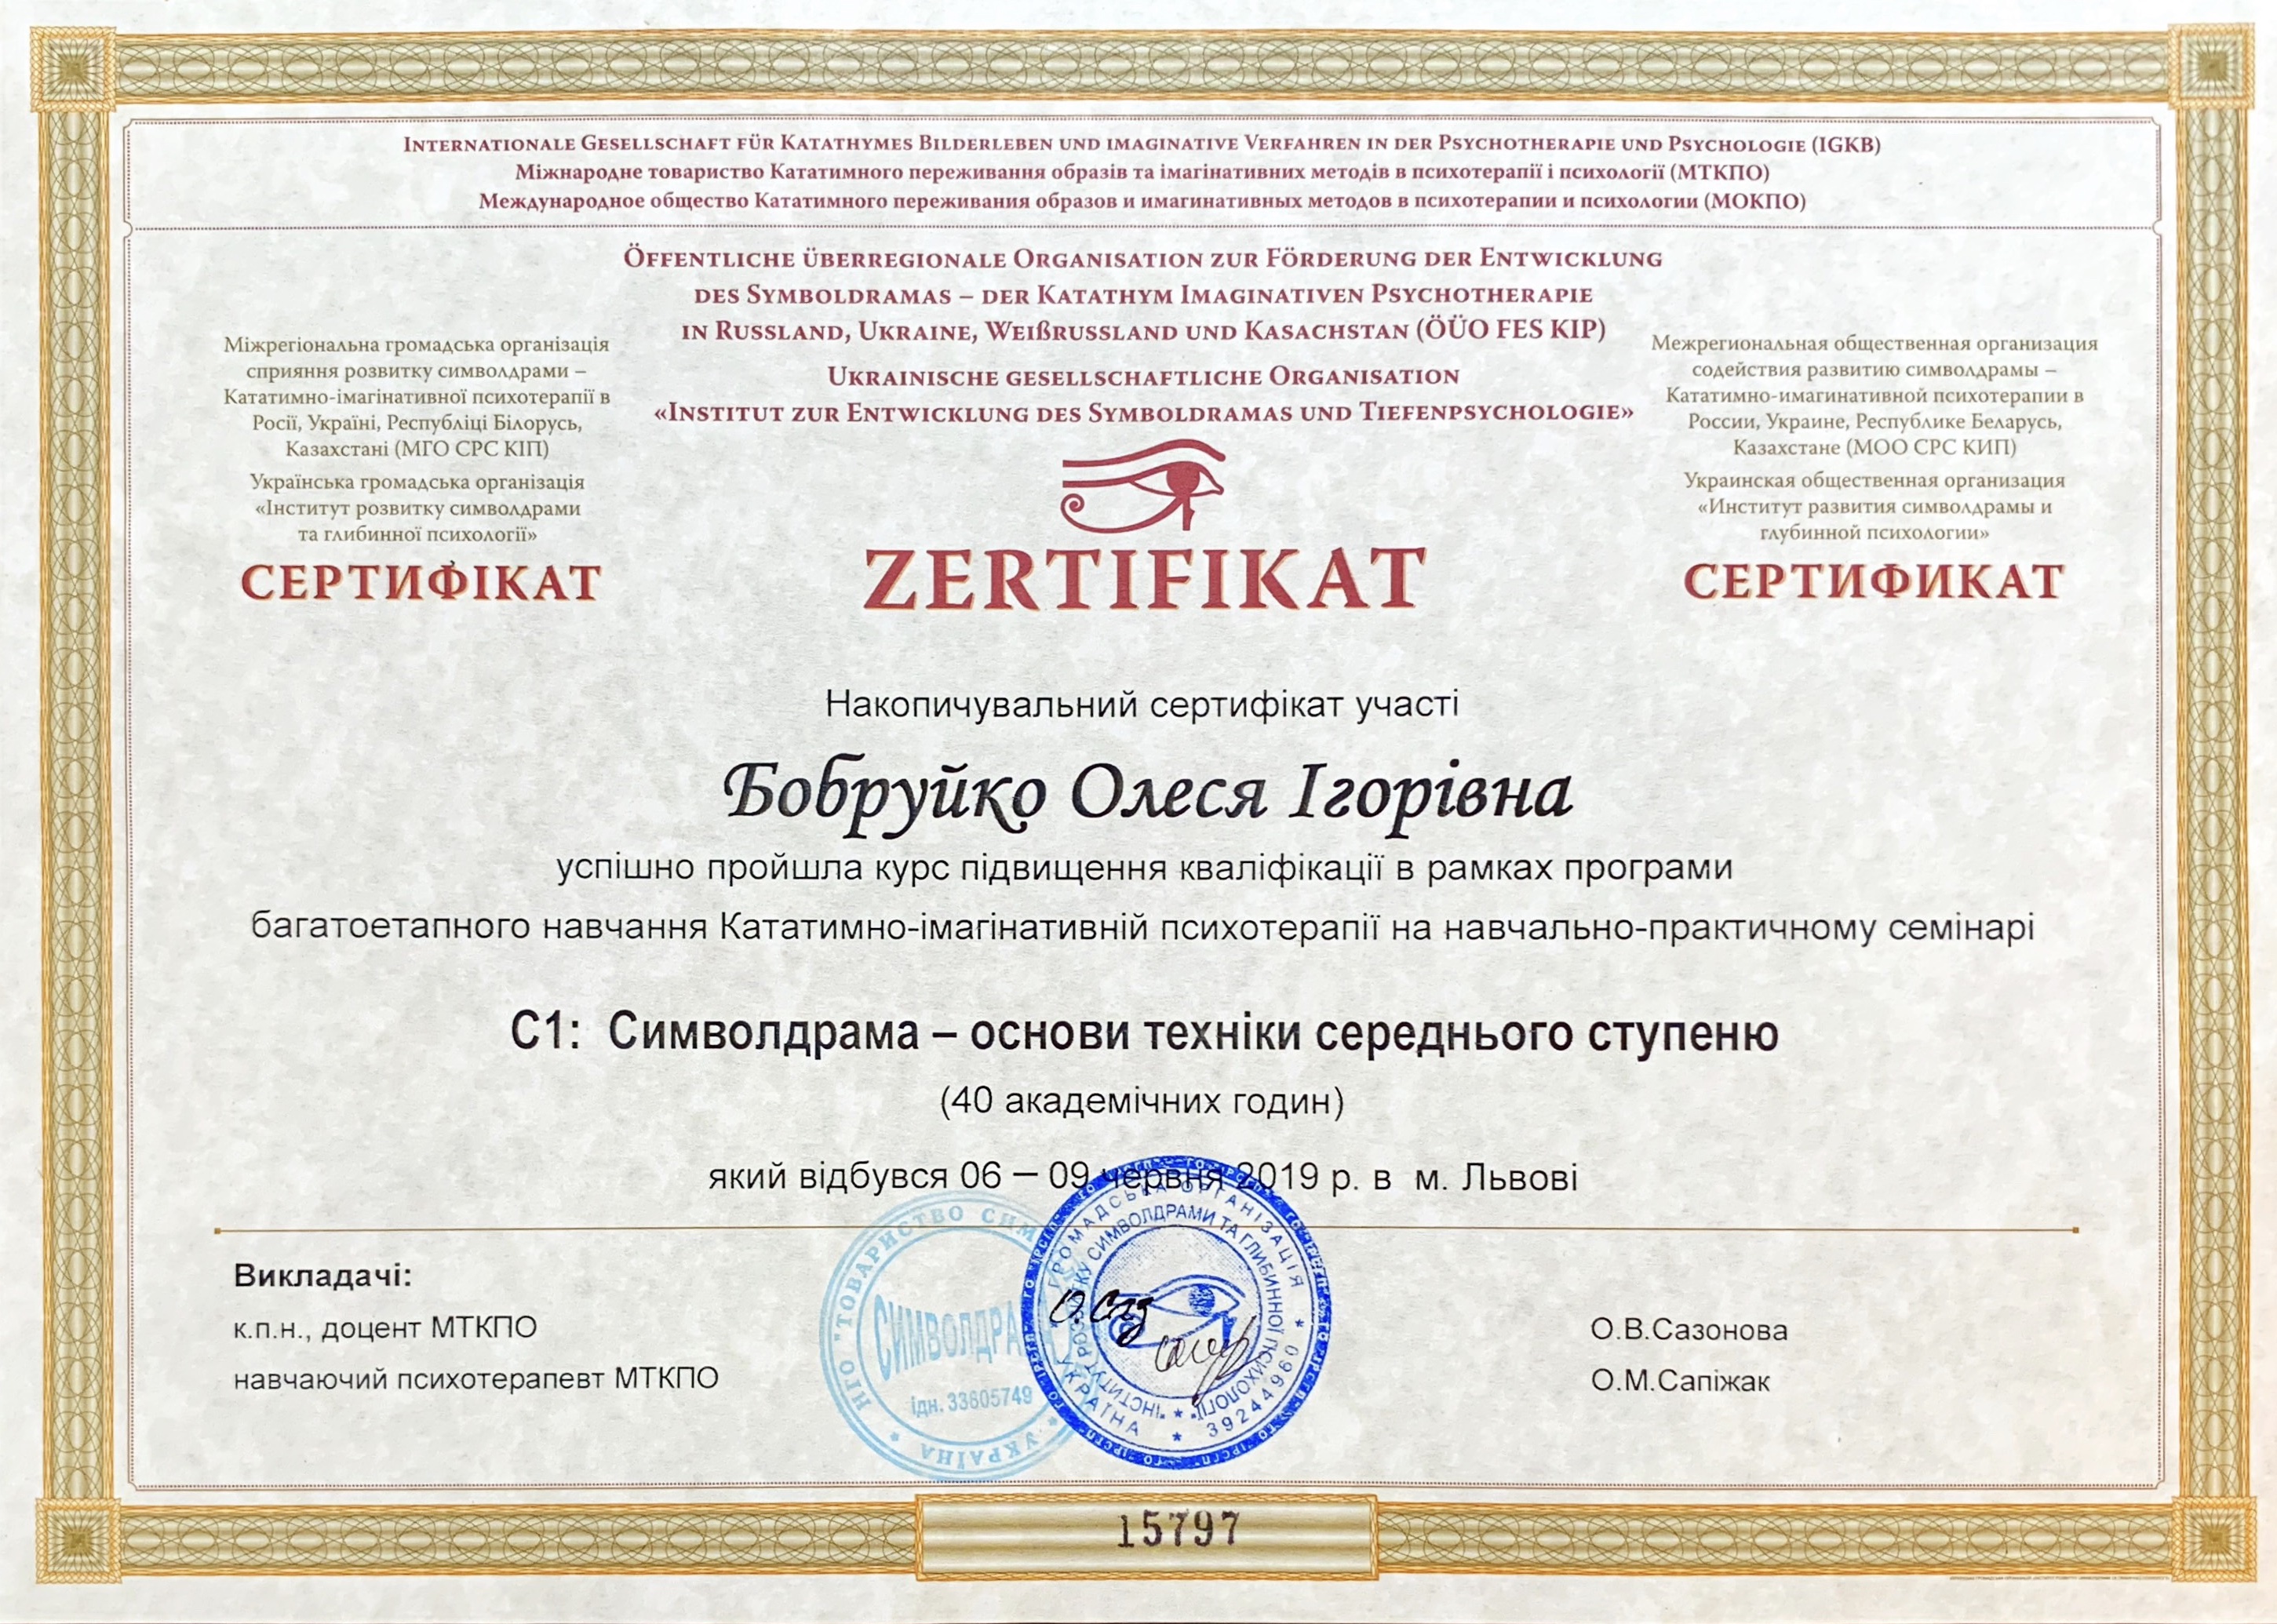 Internationale Gesellschaft für Katathymes Bilderleben und imaginative Verfahren in der Psychotherapie und Psychologie (IGKB)
Міжнародне товариство Кататимного переживання образів та імагінативних методів в психотерапії і психології (МТКПО)
Международное общество Кататимного переживания образов и имагинативных методов в психотерапии и психологии (МОКПО)
Öffentliche überregionale Organisation zur Förderung der Entwicklung
des Symboldramas – der Katathym Imaginativen Psychotherapie
in Russland, Ukraine, Weißrussland und Kasachstan (ÖÜO FES KIP)
Ukrainische gesellschaftliche Organisation
«Institut zur Entwicklung des Symboldramas und Tiefenpsychologie»
ZERTIFIKAT
Міжрегіональна громадська організація
сприяння розвитку символдрами –
Кататимно-імагінативної психотерапії в
Росії, Україні, Республіці Білорусь,
Казахстані (МГО СРС КІП)
Українська громадська організація
«Інститут розвитку символдрами
та глибинної психології»
СЕРТИФІКАТ
Межрегиональная общественная организация
содействия развитию символдрамы –
Кататимно-имагинативной психотерапии в
России, Украине, Республике Беларусь,
Казахстане (МОО СРС КИП)
Украинская общественная организация
«Институт развития символдрамы и
глубинной психологии»
СЕРТИФИКАТ
Накопичувальний сертифікат участі
Бобруйко Олеся Ігорівна
успішно пройшла курс підвищення кваліфікації в рамках програми
багатоетапного навчання Кататимно-імагінативній психотерапії на навчально-практичному семінарі
С1: Символдрама – основи техніки середнього ступеню
(40 академічних годин)
який відбувся 06 – 09 червня 2019 р. в м. Львові
Викладачі:
к.п.н., доцент МТКПО
О.В.Сазонова
навчаючий психотерапевт МТКПО
О.М.Сапіжак
НГО "ТОВАРИСТВО СИМ
СИМВОЛДРА
ідн. 33605749
УКРАЇНА
ГРОМАДСЬКА ОРГАНІЗАЦІЯ
"ІНСТИТУТ РОЗВИТКУ СИМВОЛДРАМИ ТА ГЛИБИННОЇ ПСИХОЛОГІЇ"
УКРАЇНА * 39244960
15797